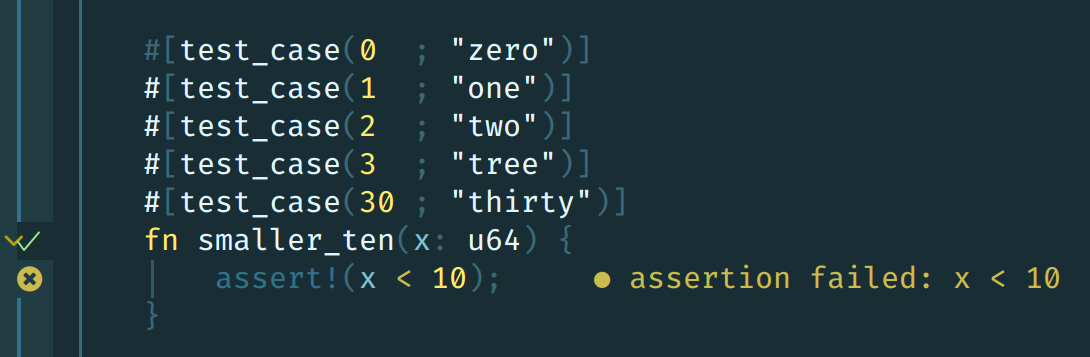 #[test_case(0  ; "zero")]
#[test_case(1  ; "one")]
#[test_case(2  ; "two")]
#[test_case(3  ; "tree")]
#[test_case(30 ; "thirty")]
fn smaller_ten(x: u64) {
    assert!(x < 10);     ● assertion failed: x < 10
}